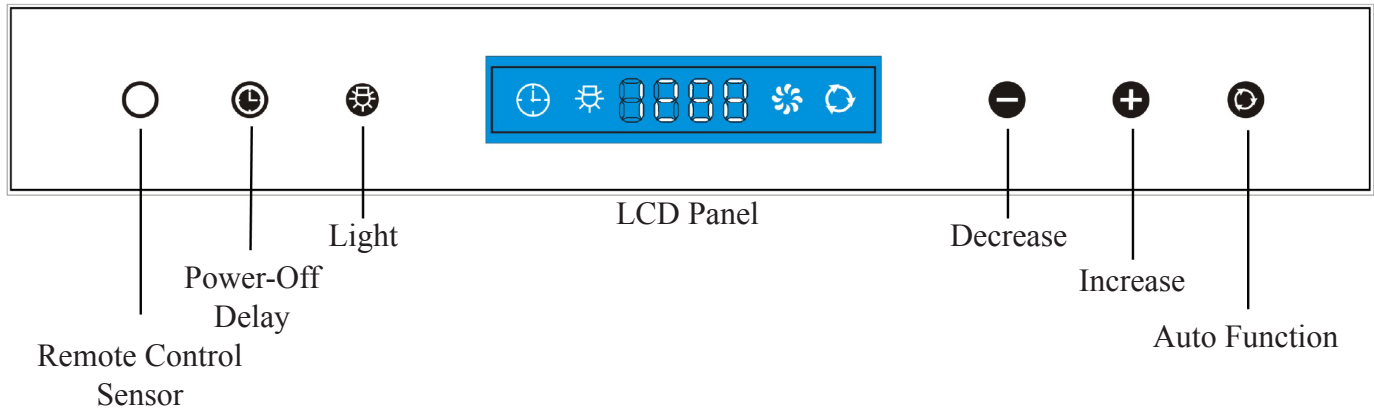 Remote Control
Sensor
Power-Off
Delay
Light
LCD Panel
Decrease
Increase
Auto Function